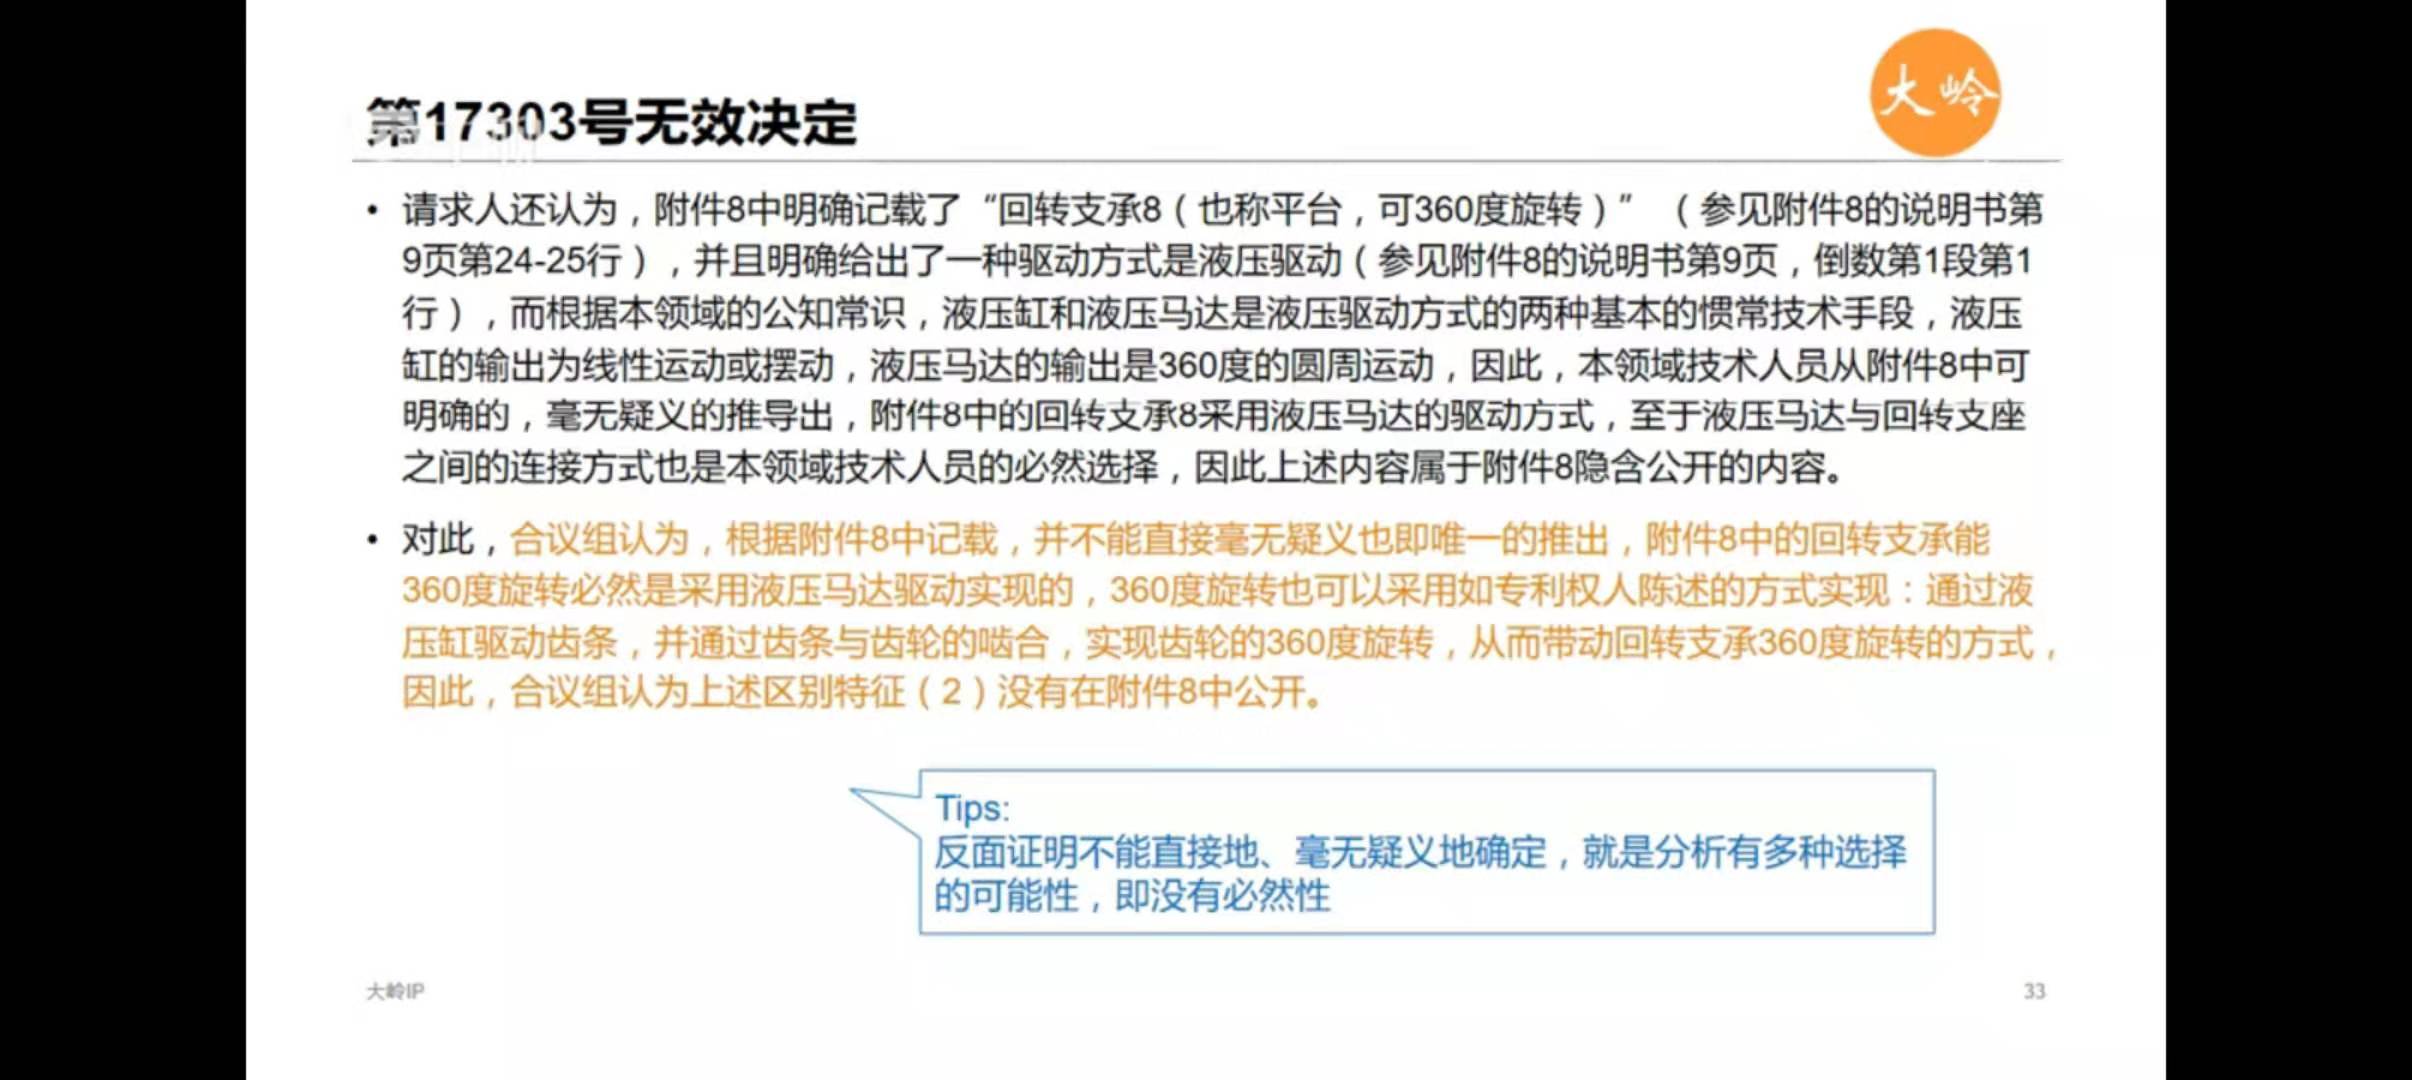 大岭
第17303号无效决定
• 请求人还认为，附件8中明确记载了“回转支承8（也称平台，可360度旋转）”（参见附件8的说明书第
9页第24-25行），并且明确给出了一种驱动方式是液压驱动（参见附件8的说明书第9页，倒数第1段第1
行），而根据本领域的公知常识，液压缸和液压马达是液压驱动方式的两种基本的惯常技术手段，液压
缸的输出为线性运动或摆动，液压马达的输出是360度的圆周运动，因此，本领域技术人员从附件8中可
明确的，毫无疑义的推导出，附件8中的回转支承8采用液压马达的驱动方式，至于液压马达与回转支座
之间的连接方式也是本领域技术人员的必然选择，因此上述内容属于附件8隐含公开的内容。
• 对此，合议组认为，根据附件8中记载，并不能直接毫无疑义也即唯一的推出，附件8中的回转支承能
360度旋转必然是采用液压马达驱动实现的，360度旋转也可以采用如专利权人陈述的方式实现：通过液
压缸驱动齿条，并通过齿条与齿轮的啮合，实现齿轮的360度旋转，从而带动回转支承360度旋转的方式，
因此，合议组认为上述区别特征（2）没有在附件8中公开。
Tips:
反面证明不能直接地、毫无疑义地确定，就是分析有多种选择
的可能性，即没有必然性
大岭IP
33